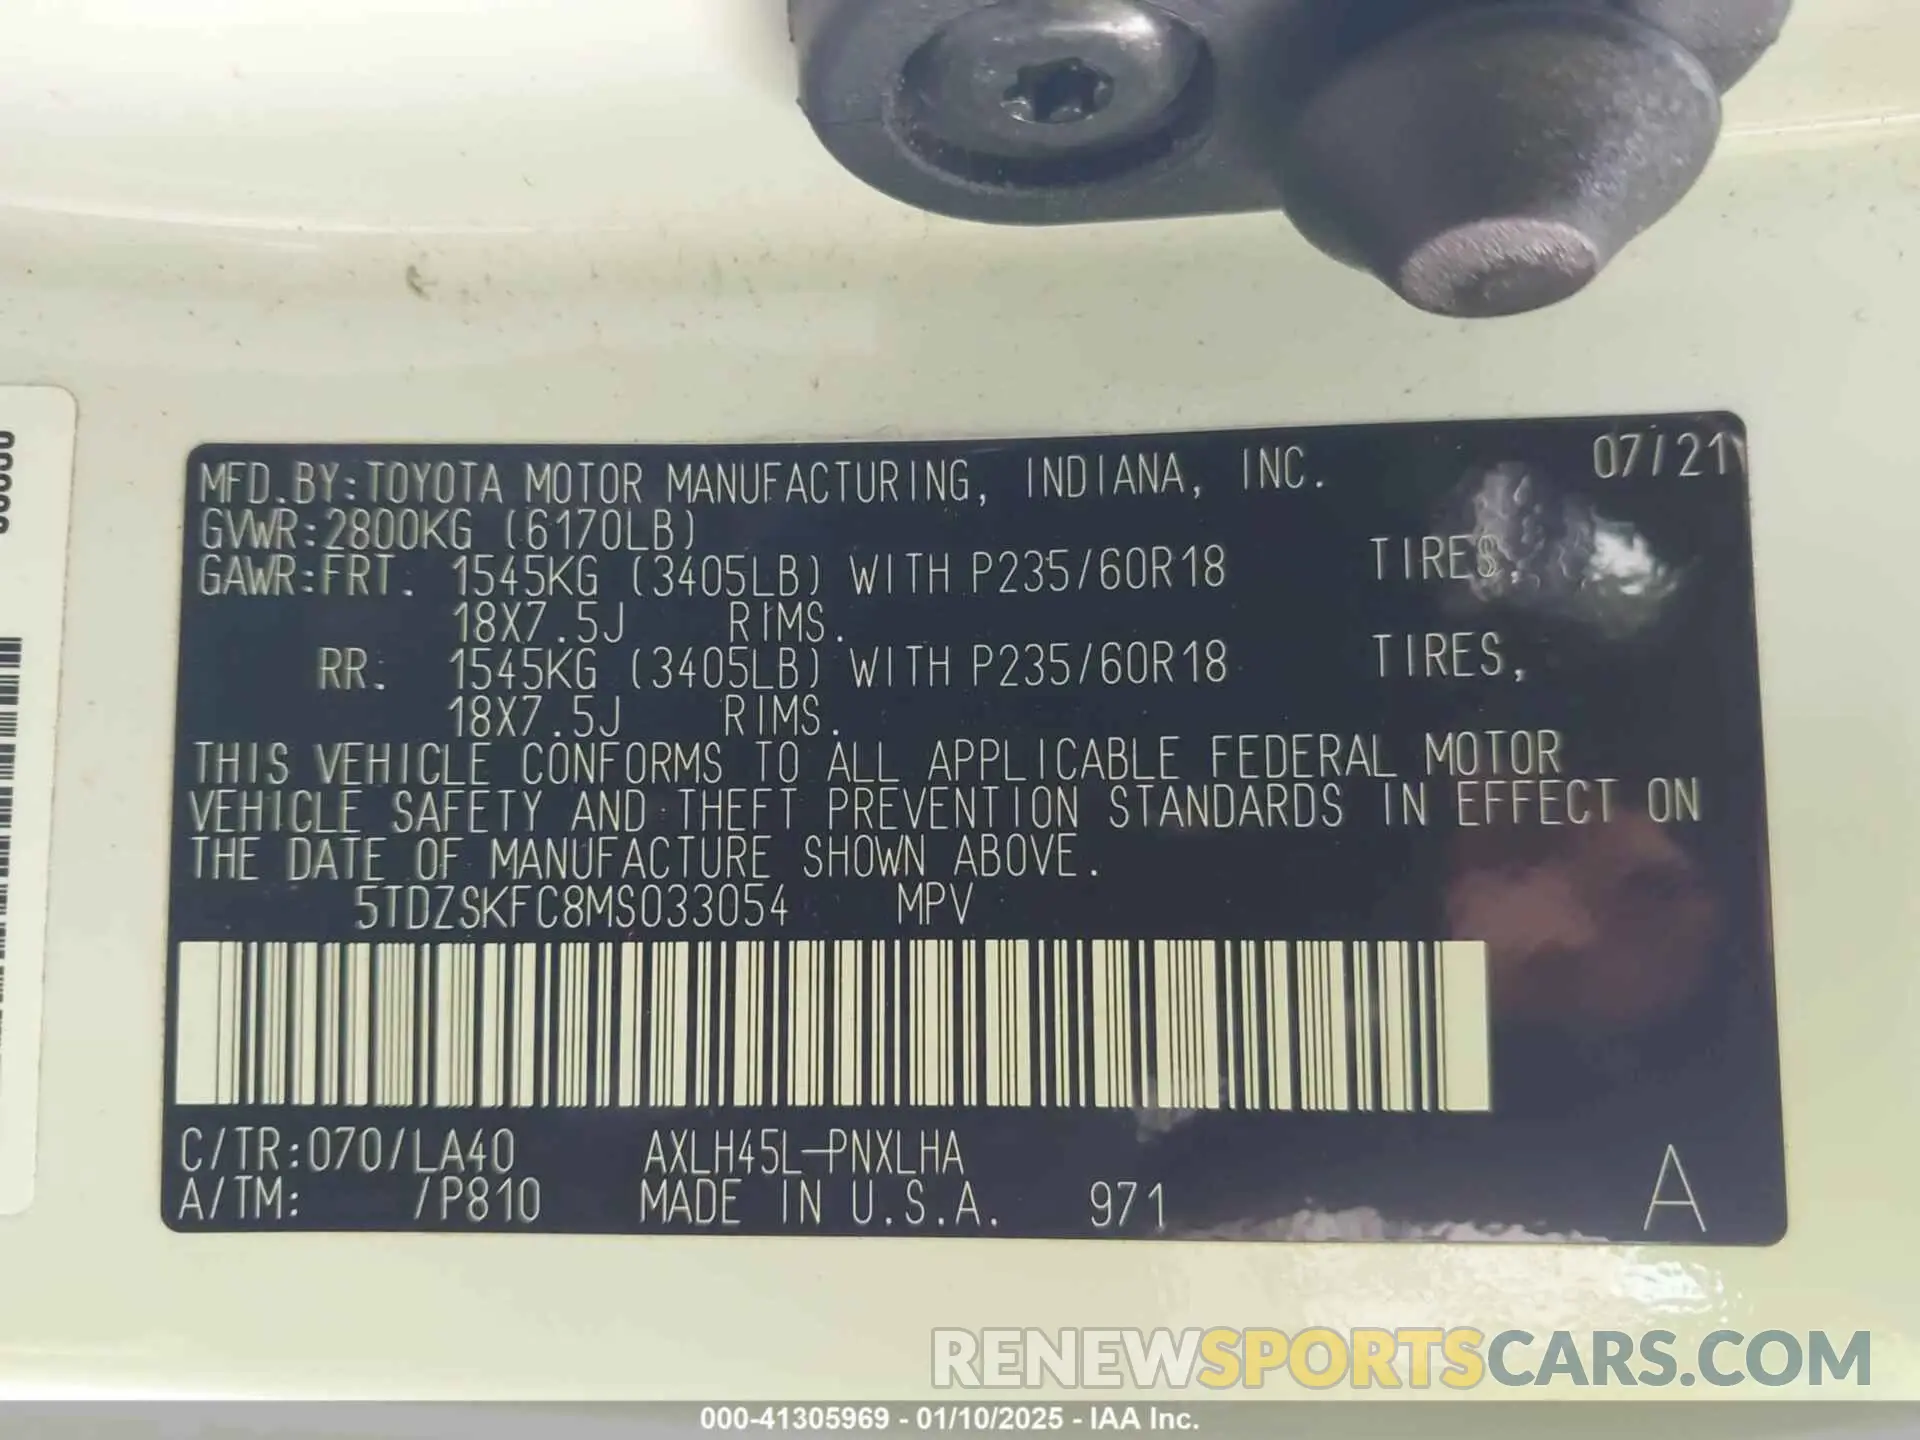 MFD.BY:TOYOTA MOTOR MANUFACTURING, INDIANA, INC. 07/21
GVWR:2800KG (6170LB)
GAWR:FRT. 1545KG (3405LB) WITH P235/60R18 TIRES,
18X7.5J RIMS.
RR: 1545KG (3405LB) WITH P235/60R18 TIRES,
18X7.5J RIMS.
THIS VEHICLE CONFORMS TO ALL APPLICABLE FEDERAL MOTOR
VEHICLE SAFETY AND THEFT PREVENTION STANDARDS IN EFFECT ON
THE DATE OF MANUFACTURE SHOWN ABOVE.
5TDZSKFC8MS033054 MPV
C/TR:070/LA40 AXLH45L-PNXLHA
A/TM: /P810 MADE IN U.S.A. 971 A
RENEWSPORTSCARS.COM
000-41305969 - 01/10/2025 - IAA Inc.